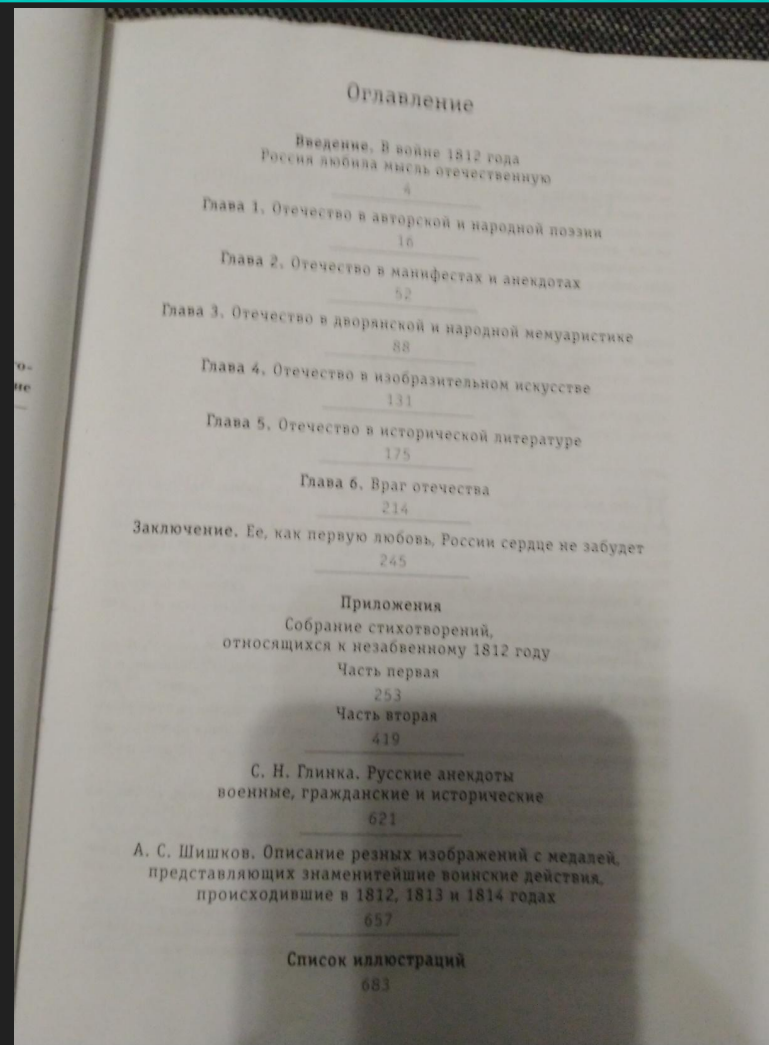 Оглавление
Введение. В войне 1812 года
Россия любила мысль отечественную
4
Глава 1. Отечество в авторской и народной поэзии
16
Глава 2. Отечество в манифестах и анекдотах
52
Глава 3. Отечество в дворянской и народной мемуаристике
88
Глава 4. Отечество в изобразительном искусстве
131
Глава 5. Отечество в исторической литературе
175
Глава 6. Враг отечества
214
Заключение. Ее, как первую любовь, России сердце не забудет
245
Приложения
Собрание стихотворений,
относящихся к незабвенному 1812 году
Часть первая
253
Часть вторая
419
С. Н. Глинка. Русские анекдоты
военные, гражданские и исторические
621
А. С. Шишков. Описание резных изображений с медалей,
представляющих знаменитейшие воинские действия,
происходившие в 1812, 1813 и 1814 годах
657
Список иллюстраций
683